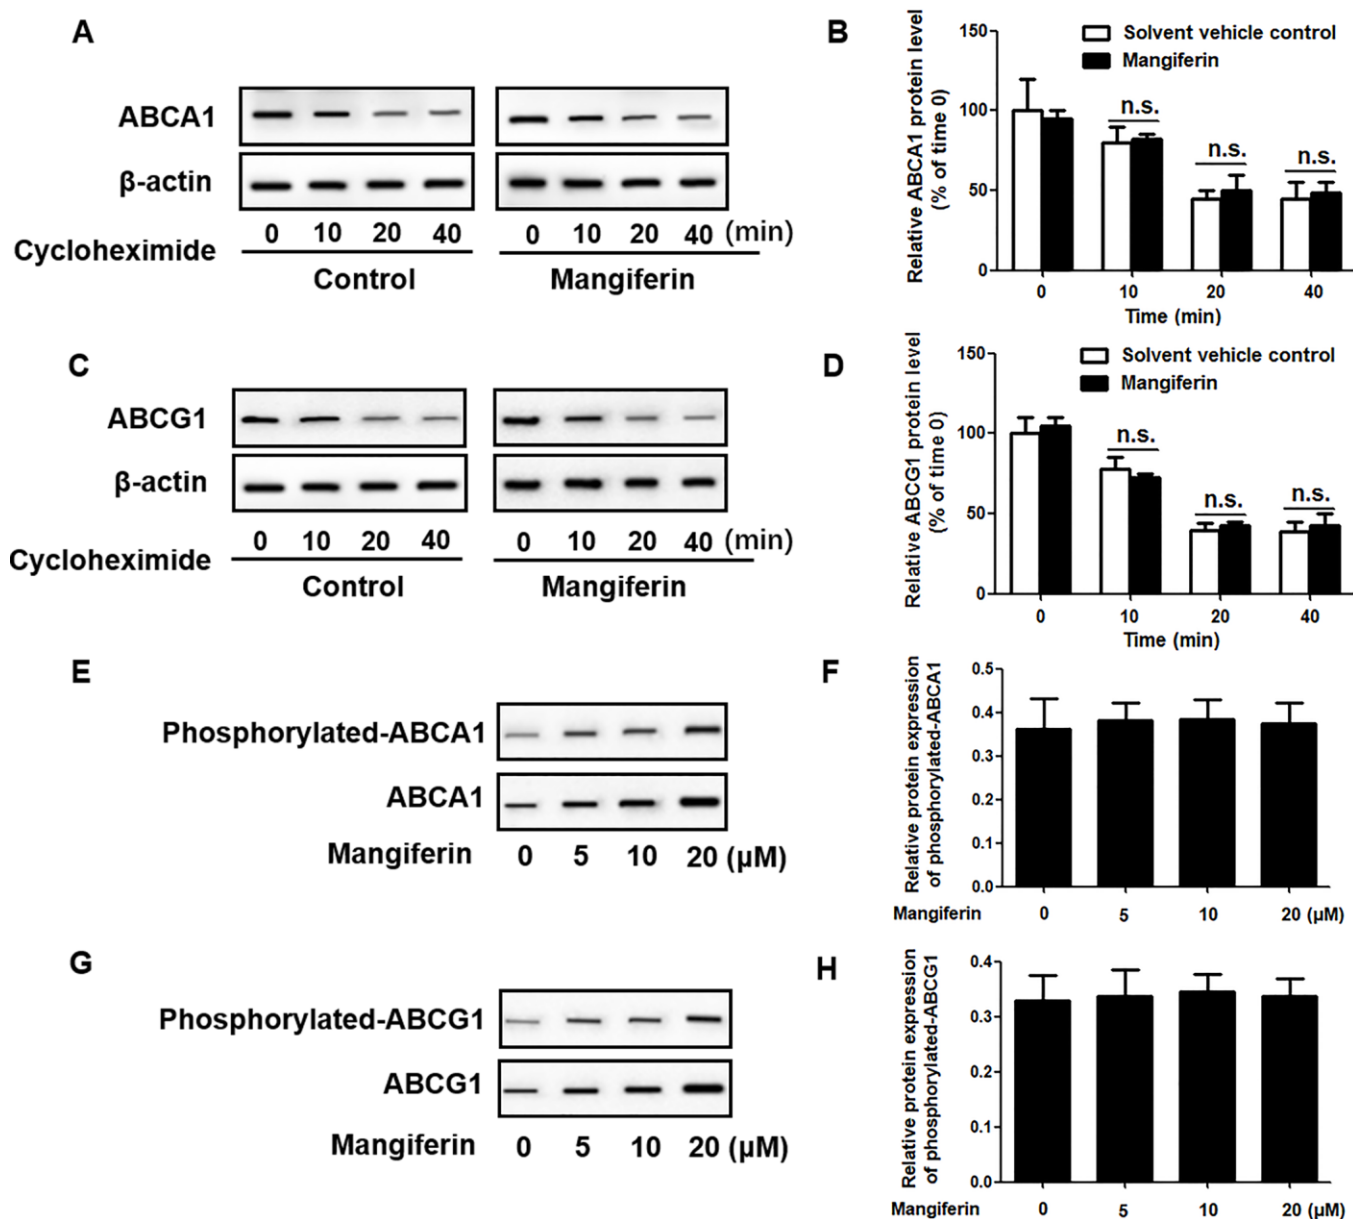 A
ABCA1
β-actin
0 10 20 40 (min)
Cycloheximide
Control Mangiferin
B
Solvent vehicle control
Mangiferin
Relative ABCA1 protein level
(% of time 0)
150
100
50
0
n.s.
n.s.
n.s.
0 10 20 40
Time (min)
C
ABCG1
β-actin
0 10 20 40 0 10 20 40 (min)
Cycloheximide
Control Mangiferin
D
Solvent vehicle control
Mangiferin
Relative ABCG1 protein level
(% of time 0)
150
100
50
0
n.s.
n.s.
n.s.
0 10 20 40
Time (min)
E
Phosphorylated-ABCA1
ABCA1
Mangiferin 0 5 10 20 (μM)
F
Relative protein expression
of phosphorylated-ABCA1
0.5
0.4
0.3
0.2
0.1
0.0
Mangiferin 0 5 10 20 (μM)
G
Phosphorylated-ABCG1
ABCG1
Mangiferin 0 5 10 20 (μM)
H
Relative protein expression
of phosphorylated-ABCG1
0.4
0.3
0.2
0.1
0.0
Mangiferin 0 5 10 20 (μM)